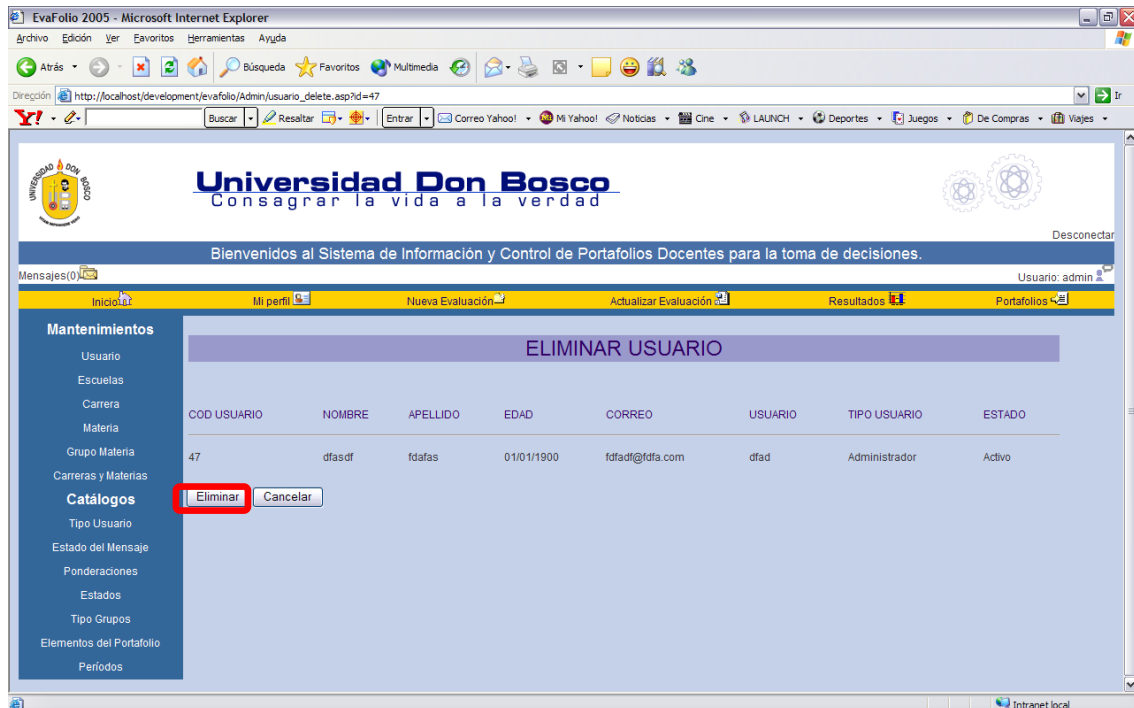 EvaFolio 2005 - Microsoft Internet Explorer
Archivo Edición Ver Favoritos Herramientas Ayuda
Atrás Búsqueda Favoritos Multimedia
Dirección http://localhost/development/evafolio/Admin/usuario_delete.asp?id=47 Ir
Y! Buscar Resaltar Entrar Correo Yahoo! Mi Yahoo! Noticias Cine LAUNCH Deportes Juegos De Compras Viajes
UNIVERSIDAD DON BOSCO
Universidad Don Bosco
Consagrar la vida a la verdad
Desconectar
Bienvenidos al Sistema de Información y Control de Portafolios Docentes para la toma de decisiones.
Mensajes(0) Usuario: admin
Inicio Mi perfil Nueva Evaluación Actualizar Evaluación Resultados Portafolios
Mantenimientos
Usuario
Escuelas
Carrera
Materia
Grupo Materia
Carreras y Materias
Catálogos
Tipo Usuario
Estado del Mensaje
Ponderaciones
Estados
Tipo Grupos
Elementos del Portafolio
Períodos
ELIMINAR USUARIO
COD USUARIO NOMBRE APELLIDO EDAD CORREO USUARIO TIPO USUARIO ESTADO
47 dfasdf fdafas 01/01/1900 fdfadf@fdfa.com dfad Administrador Activo
Eliminar Cancelar
Intranet local